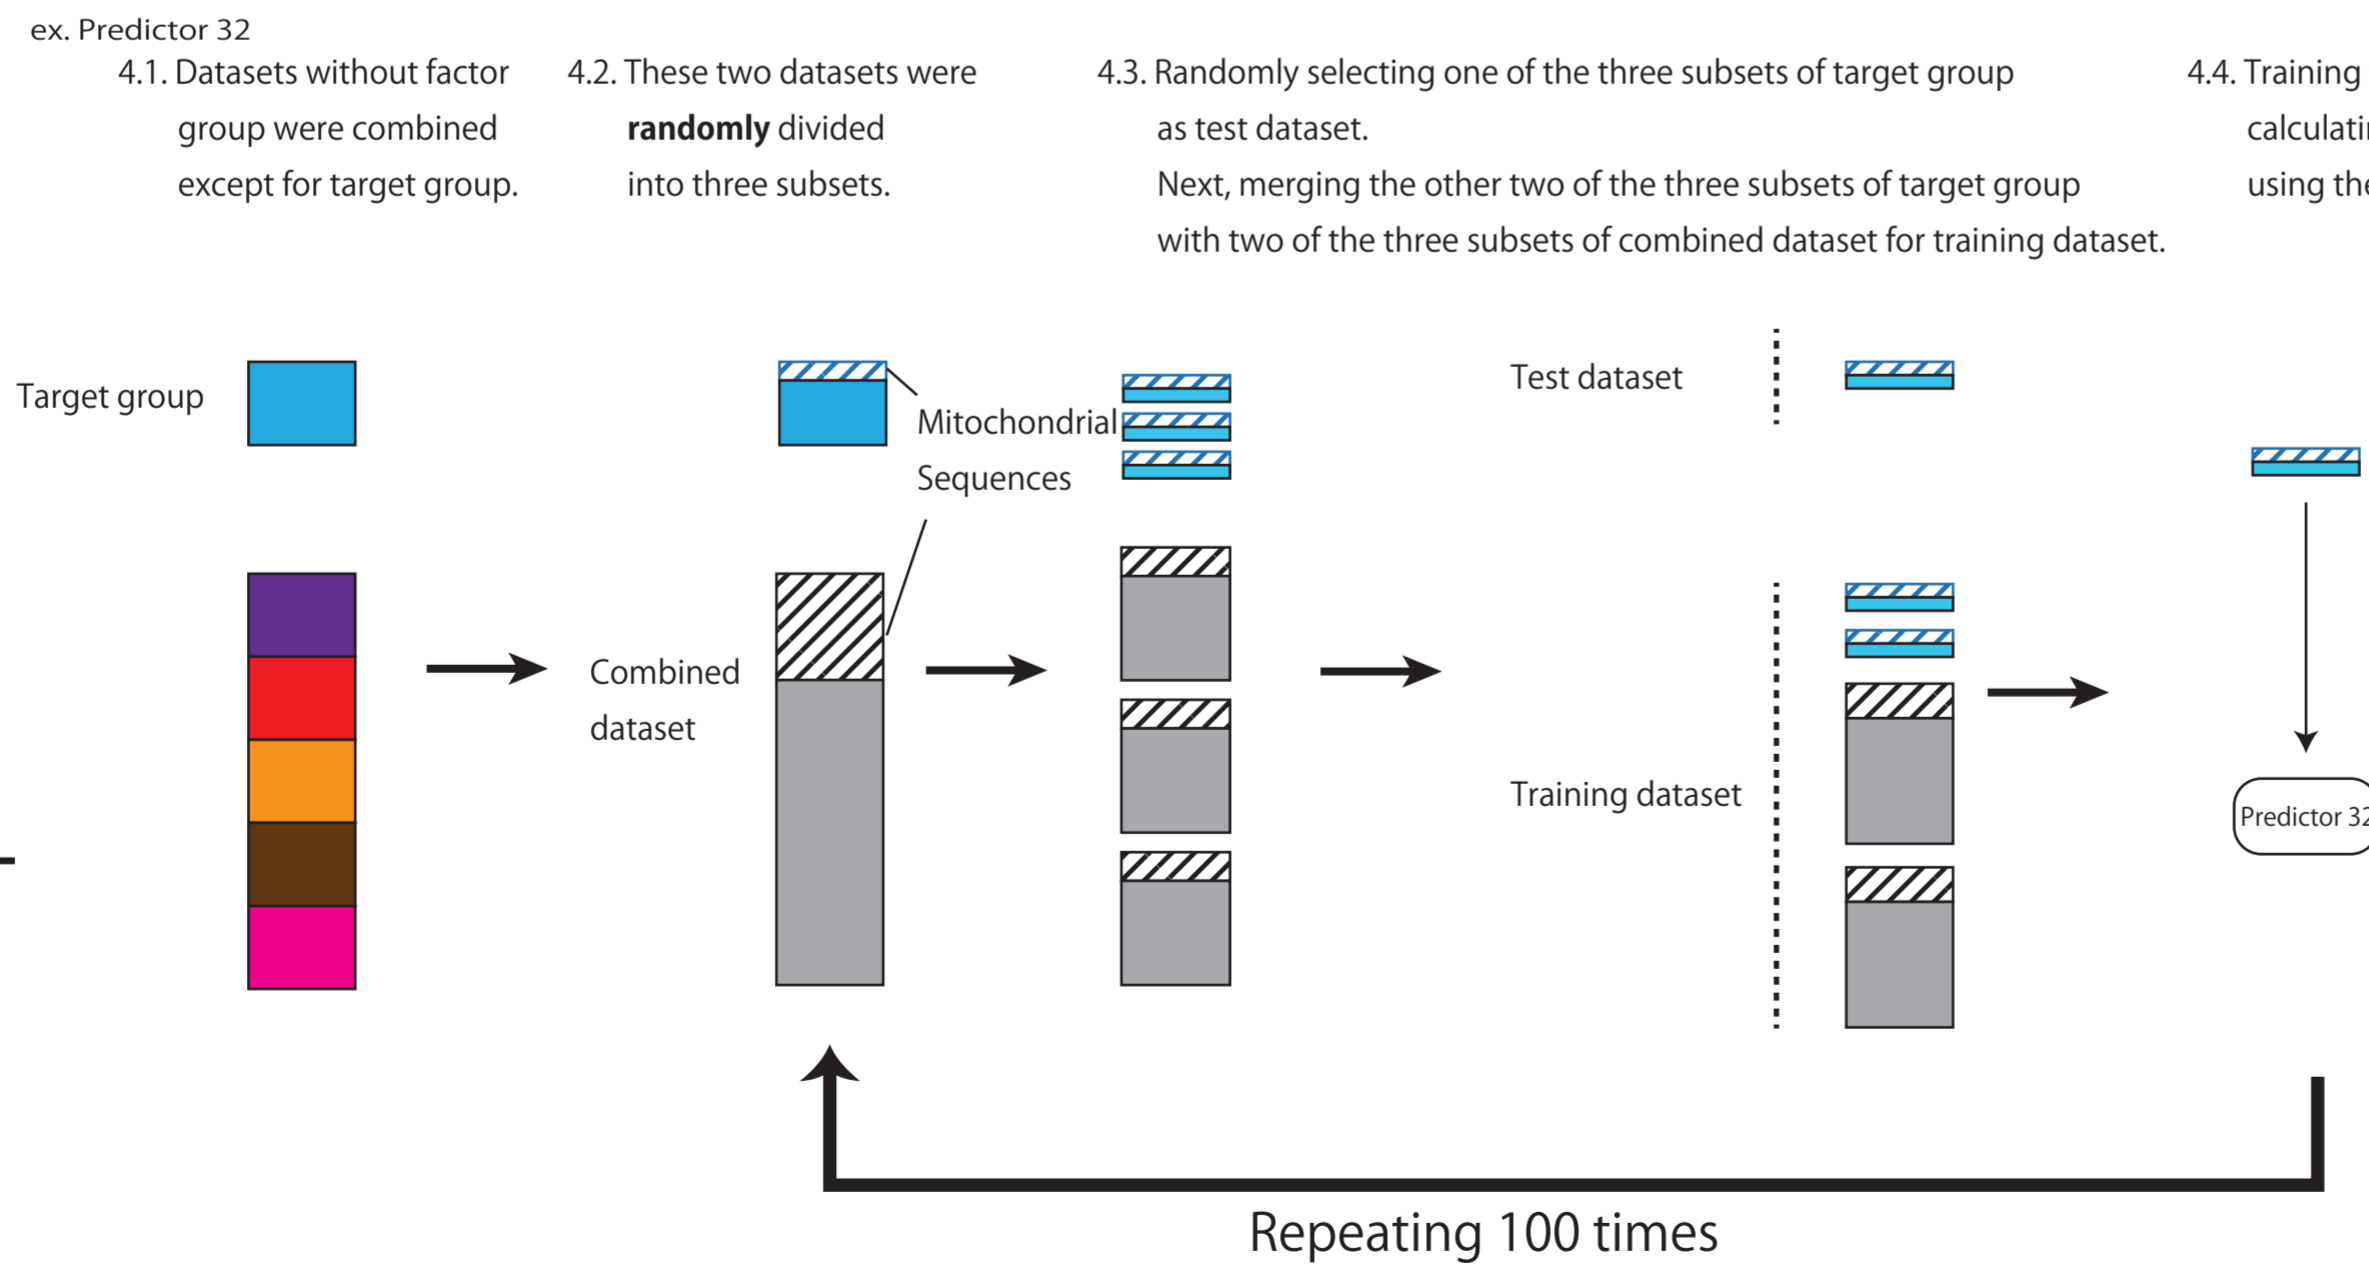 ex. Predictor 32
4.1. Datasets without factor
group were combined
except for target group.
4.2. These two datasets were
randomly divided
into three subsets.
4.3. Randomly selecting one of the three subsets of target group
as test dataset.
Next, merging the other two of the three subsets of target group
with two of the three subsets of combined dataset for training dataset.
4.4. Training
using
Target group
Mitochondrial
Sequences
Test dataset
Combined
dataset
Training dataset
Predictor 32
Repeating 100 times